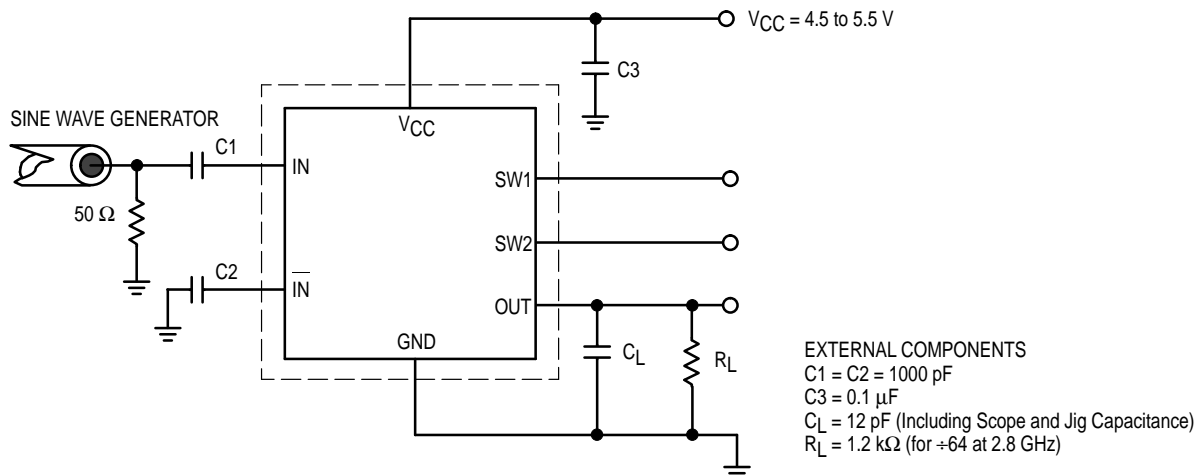 VCC = 4.5 to 5.5 V
C3
SINE WAVE GENERATOR
VCC
C1
IN
SW1
50 Ω
SW2
C2
I̅N̅
OUT
GND
CL
RL
EXTERNAL COMPONENTS
C1 = C2 = 1000 pF
C3 = 0.1 µF
CL = 12 pF (Including Scope and Jig Capacitance)
RL = 1.2 kΩ (for ÷64 at 2.8 GHz)